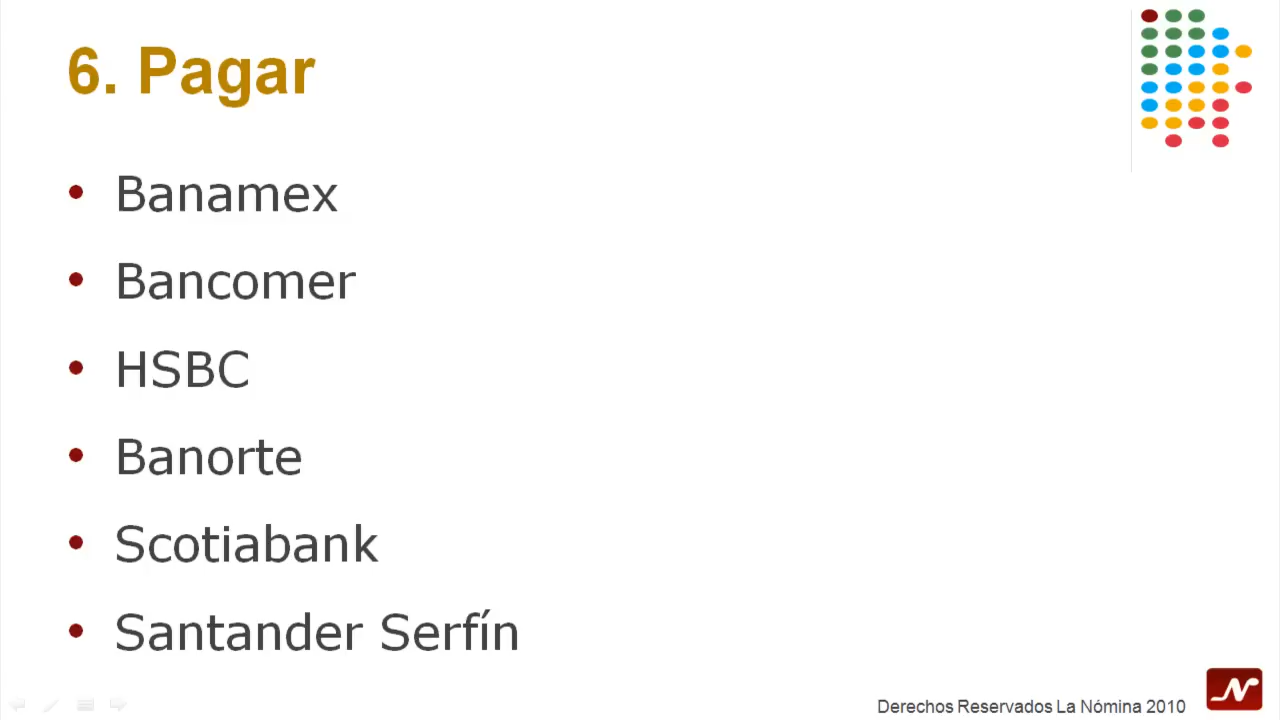 6. Pagar
• Banamex
• Bancomer
• HSBC
• Banorte
• Scotiabank
• Santander Serfín
Derechos Reservados La Nómina 2010
N